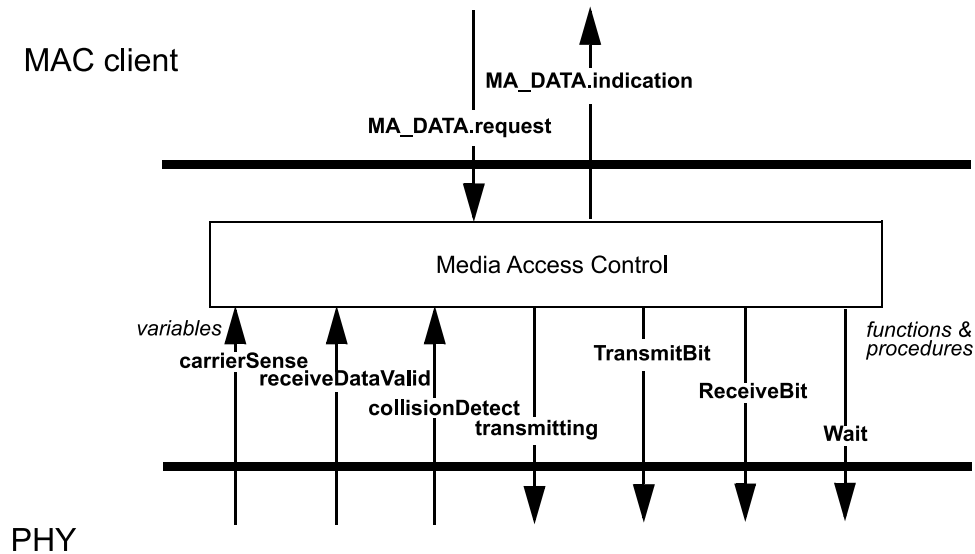 MAC client
MA_DATA.indication
MA_DATA.request
Media Access Control
variables
functions &
procedures
carrierSense
receiveDataValid
collisionDetect
transmitting
TransmitBit
ReceiveBit
Wait
PHY